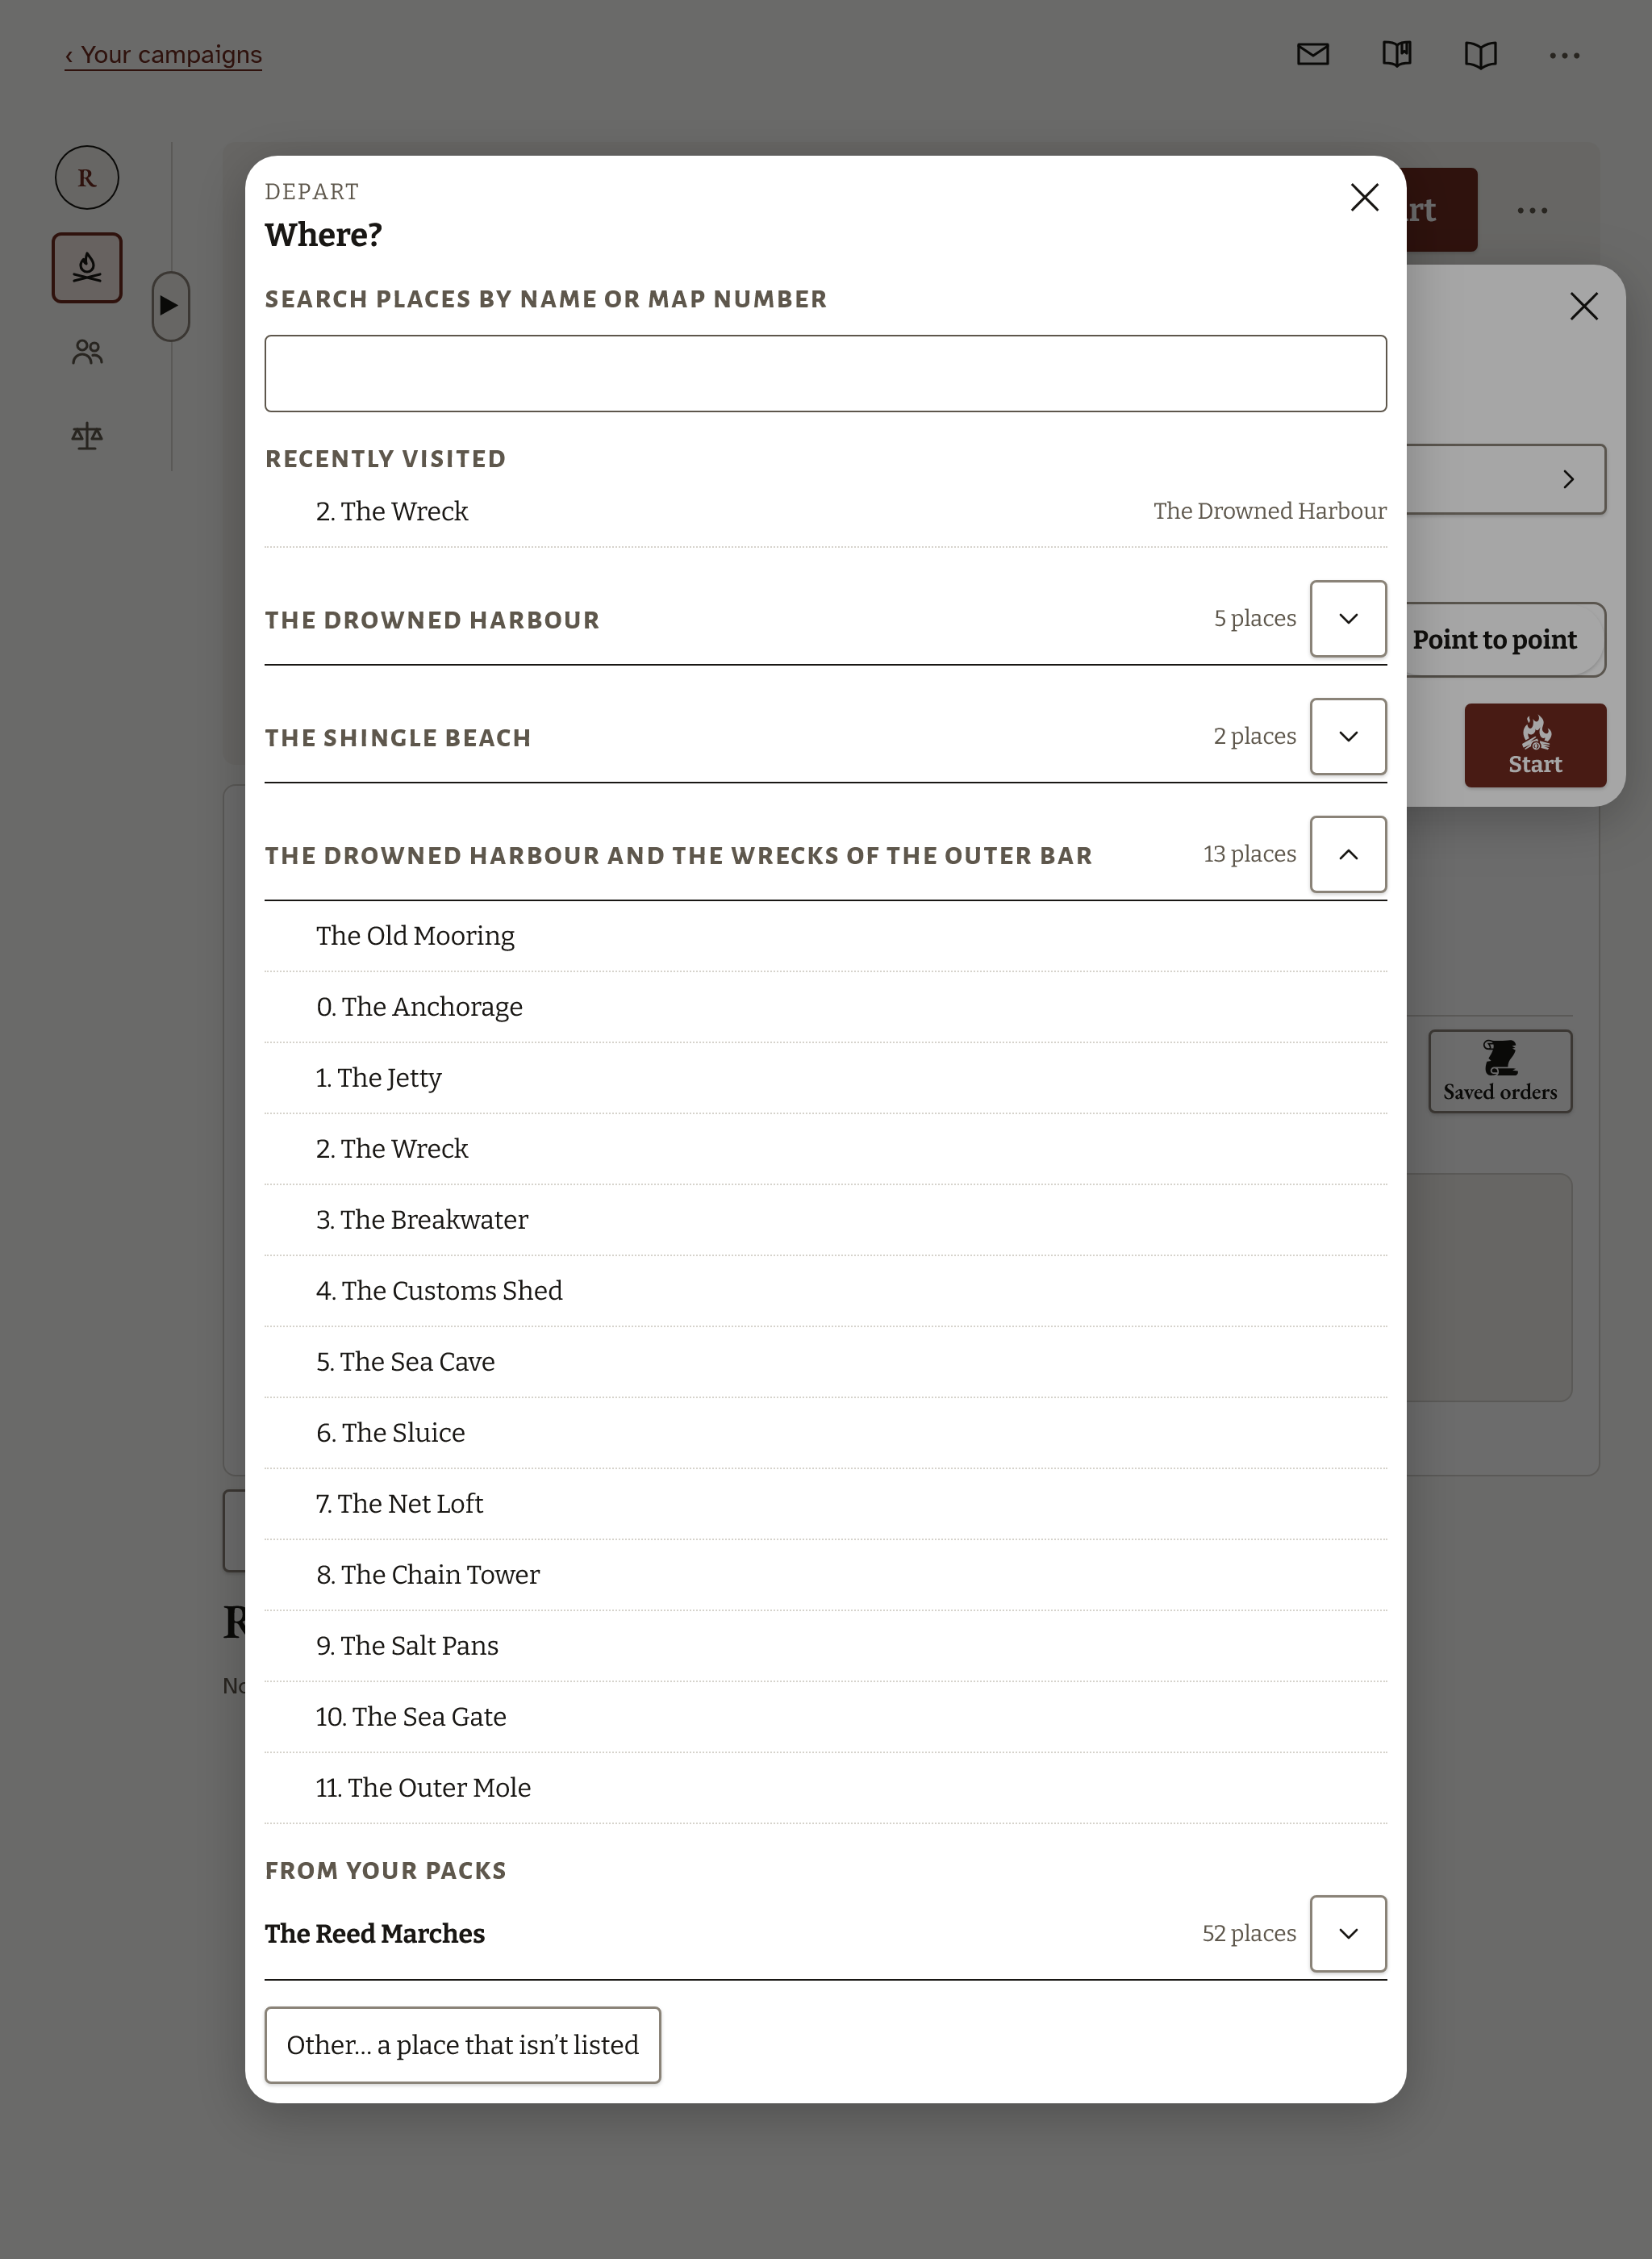 ‹ Your campaigns
R
DEPART
Where?
SEARCH PLACES BY NAME OR MAP NUMBER
RECENTLY VISITED
2. The Wreck The Drowned Harbour
THE DROWNED HARBOUR 5 places
THE SHINGLE BEACH 2 places
THE DROWNED HARBOUR AND THE WRECKS OF THE OUTER BAR 13 places
The Old Mooring
0. The Anchorage
1. The Jetty
2. The Wreck
3. The Breakwater
4. The Customs Shed
5. The Sea Cave
6. The Sluice
7. The Net Loft
8. The Chain Tower
9. The Salt Pans
10. The Sea Gate
11. The Outer Mole
FROM YOUR PACKS
The Reed Marches 52 places
Other… a place that isn’t listed
Point to point
Start
Saved orders